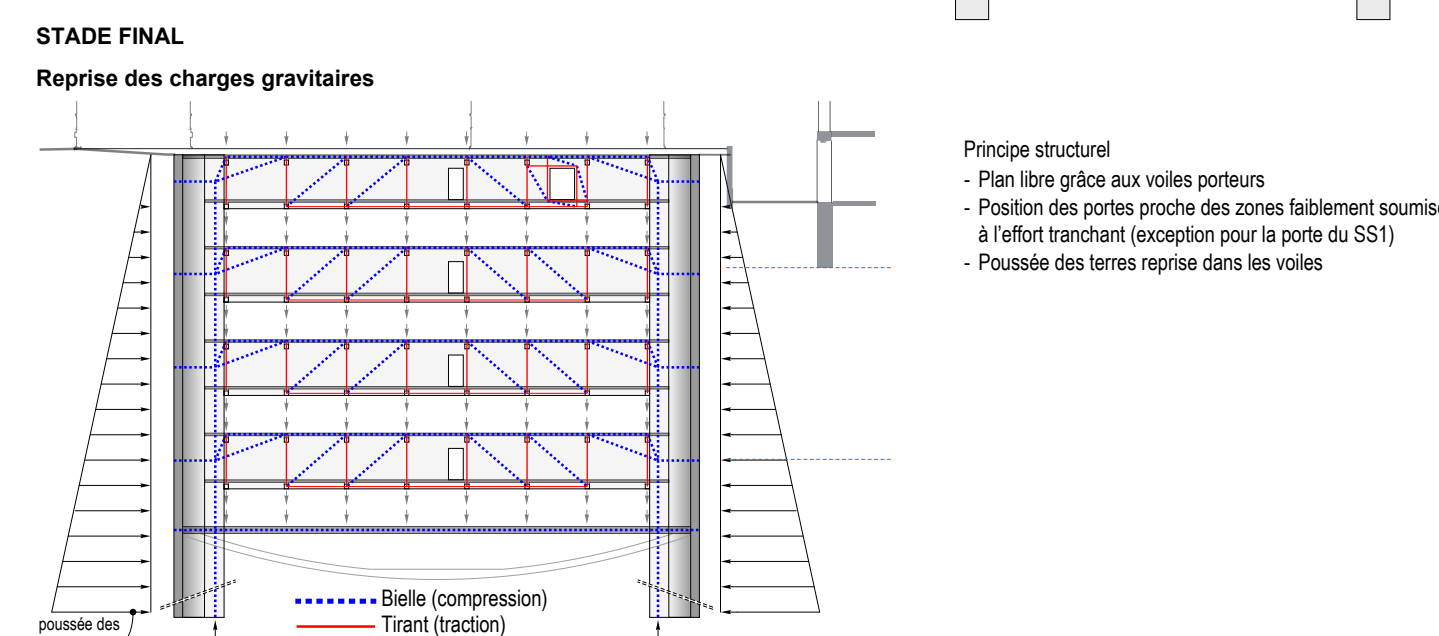 STADE FINAL
Reprise des charges gravitaires
Principe structurel
- Plan libre grâce aux voiles porteurs
- Position des portes proche des zones faiblement
à l'effort tranchant (exception pour la porte du SS1)
- Poussée des terres reprise dans les voiles
Bielle (compression)
Tirant (traction)
poussée des